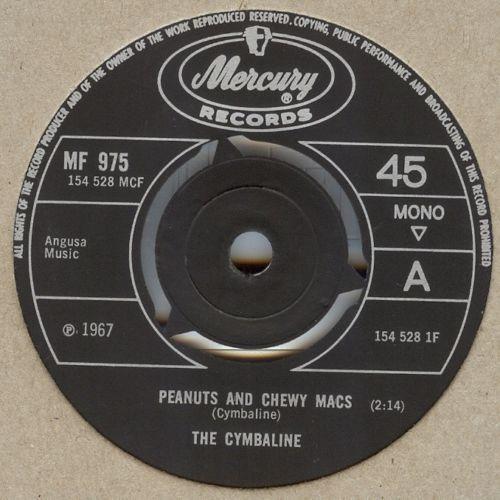 ALL RIGHTS OF THE RECORD PRODUCER AND OF THE OWNER OF THE WORK REPRODUCED RESERVED. COPYING, PUBLIC PERFORMANCE AND BROADCASTING OF THIS RECORD PROHIBITED
Mercury ®
RECORDS
MF 975
154 528 MCF
45
MONO
Angusa
Music
A
℗ 1967
154 528 1F
PEANUTS AND CHEWY MACS (2:14)
(Cymbaline)
THE CYMBALINE